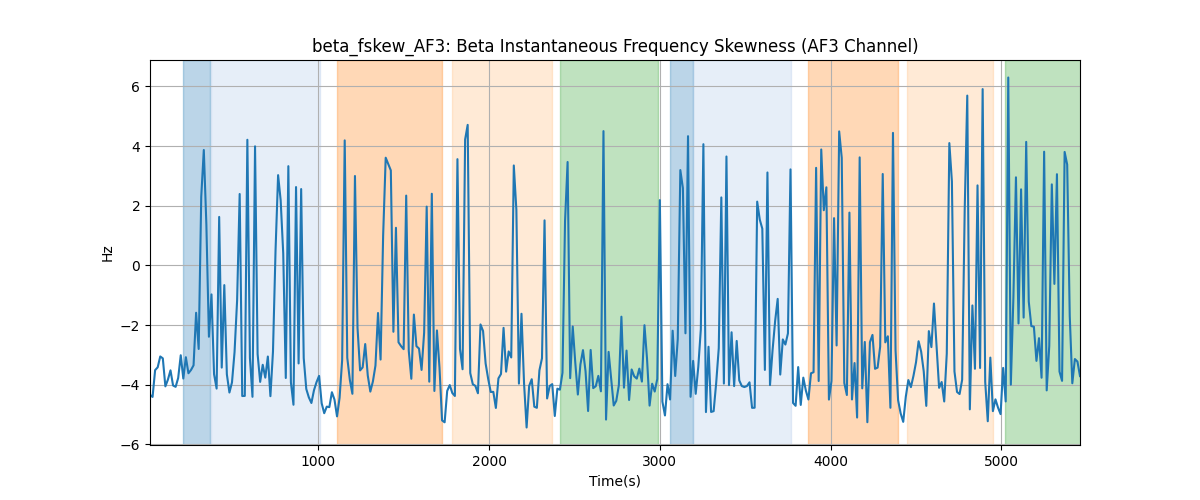 beta_fskew_AF3: Beta Instantaneous Frequency Skewness (AF3 Channel)
6
4
2
0
−2
−4
−6
Hz
1000 2000 3000 4000 5000
Time(s)